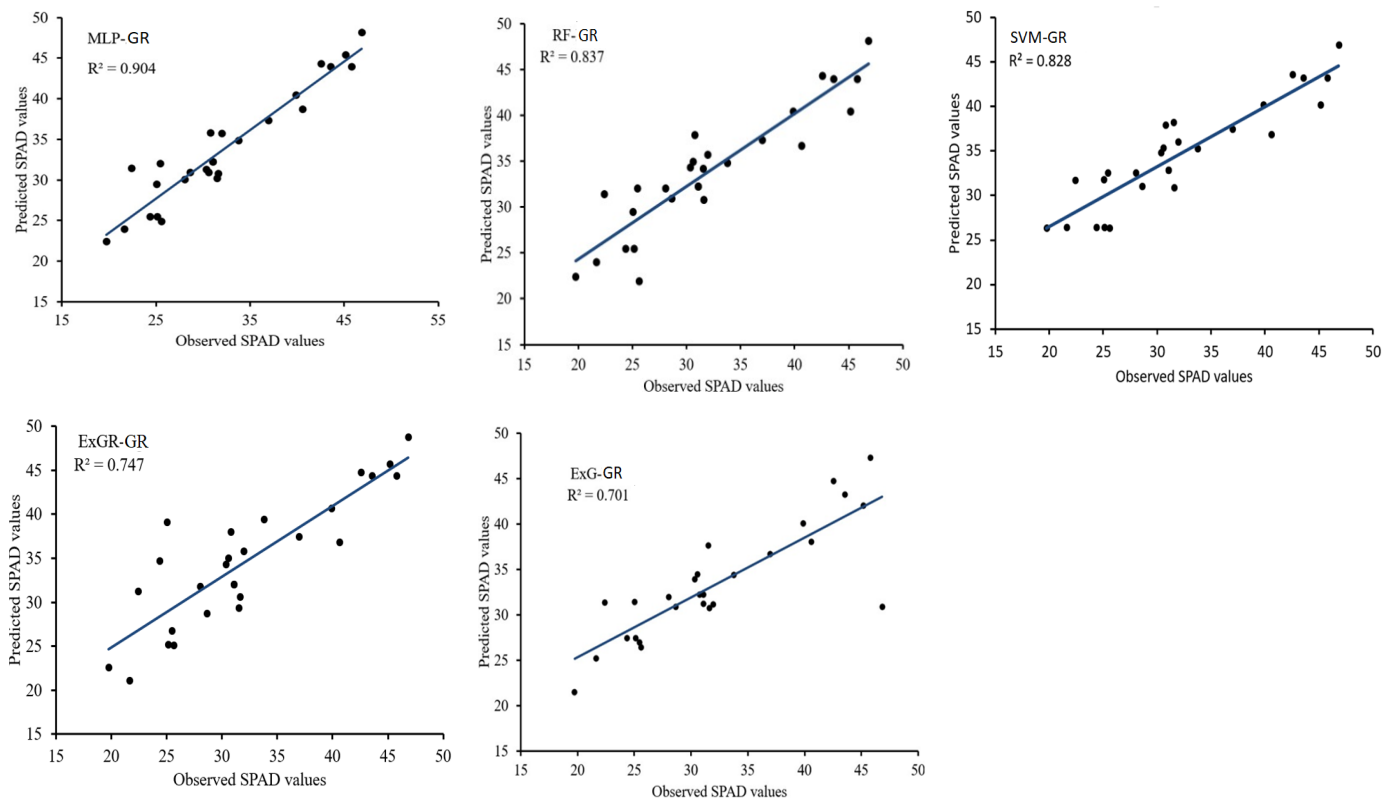 MLP-GR
R² = 0.904
Predicted SPAD values
50
45
40
35
30
25
20
15
15 25 35 45 55
Observed SPAD values
RF-GR
R² = 0.837
Predicted SPAD values
50
45
40
35
30
25
20
15
15 20 25 30 35 40 45 50
Observed SPAD values
SVM-GR
R² = 0.828
Predicted SPAD values
50
45
40
35
30
25
20
15
15 20 25 30 35 40 45 50
Observed SPAD values
ExGR-GR
R² = 0.747
Predicted SPAD values
50
45
40
35
30
25
20
15
15 20 25 30 35 40 45 50
Observed SPAD values
ExG-GR
R² = 0.701
Predicted SPAD values
50
45
40
35
30
25
20
15
15 20 25 30 35 40 45 50
Observed SPAD values